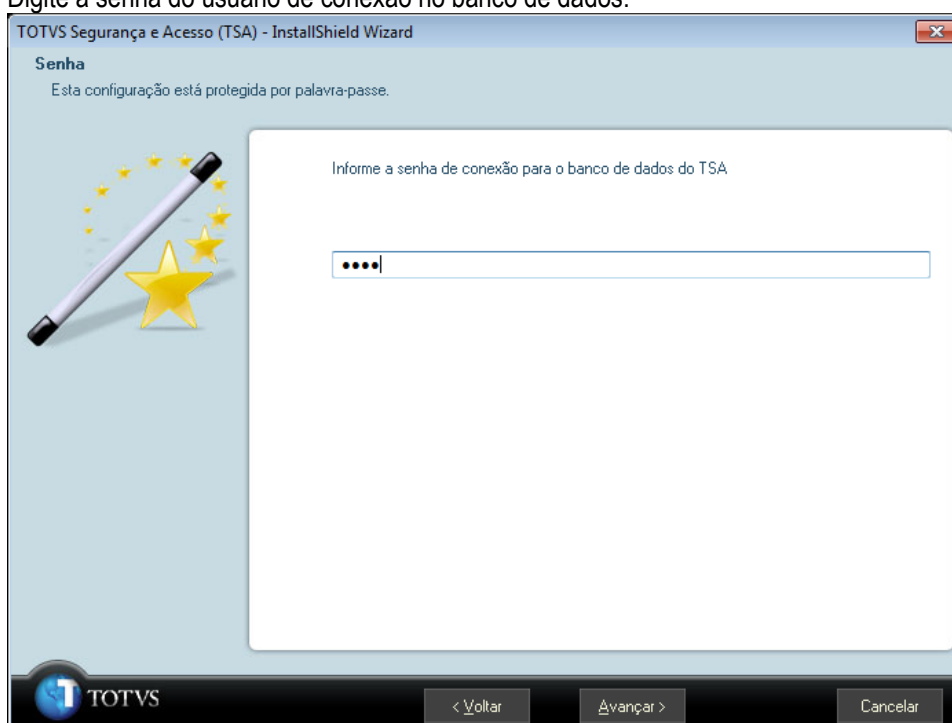 Digite a senha do usuário de conexão no banco de dados.
TOTVS Segurança e Acesso (TSA) - InstallShield Wizard
Senha
Esta configuração está protegida por palavra-passe.
Informe a senha de conexão para o banco de dados do TSA
••••
TOTVS
< Voltar
Avançar >
Cancelar